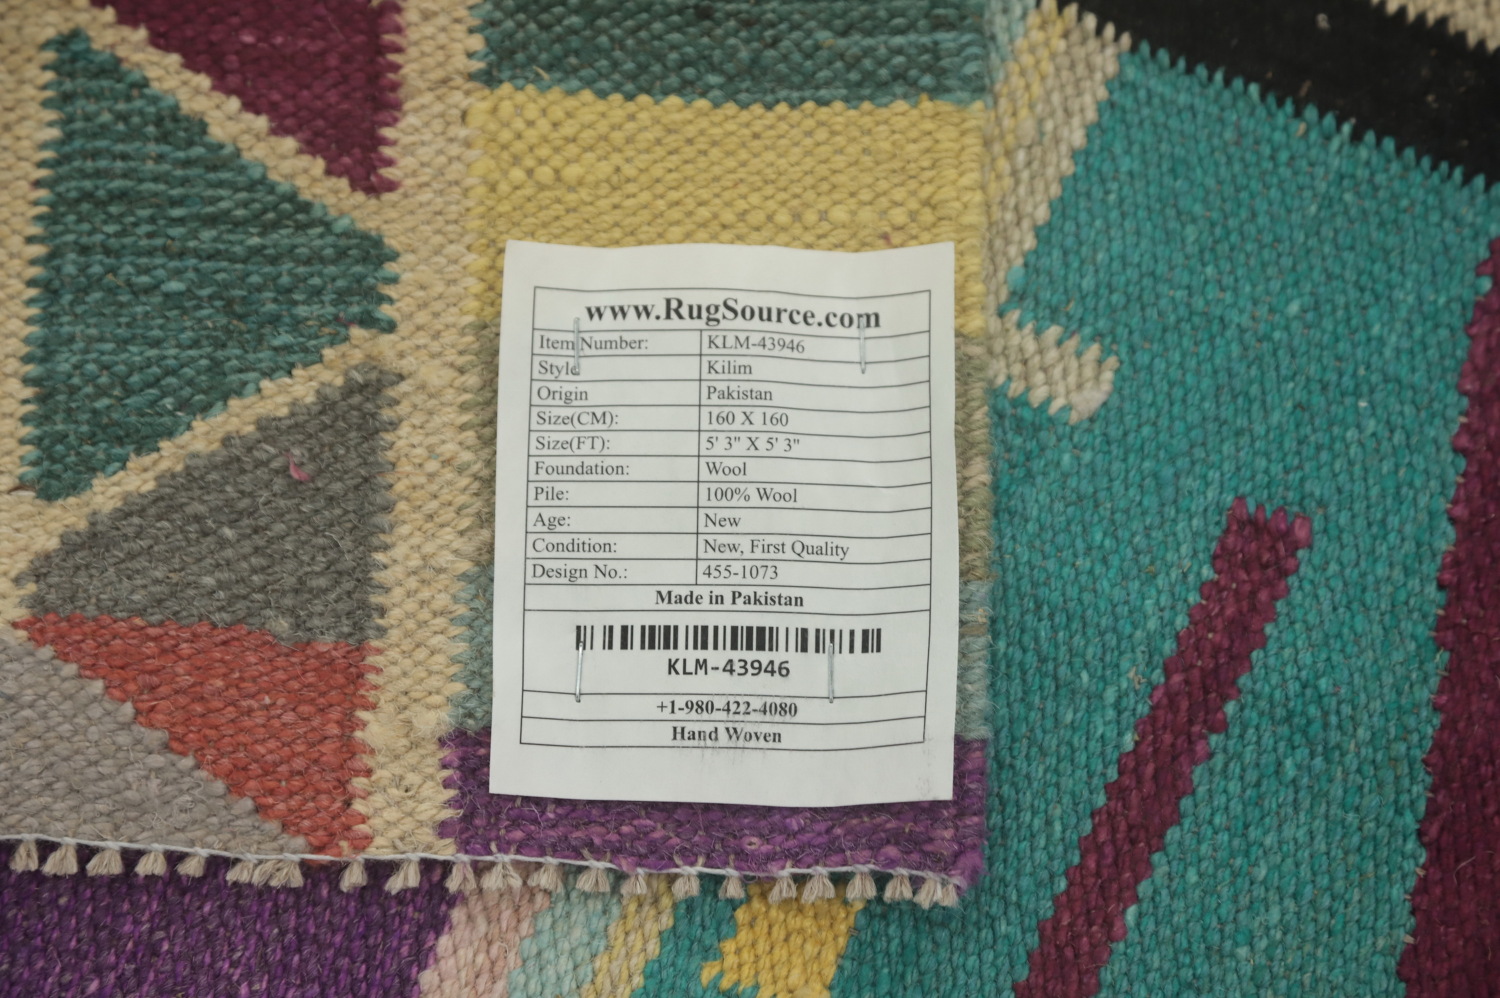 www.RugSource.com
Item Number: KLM-43946
Style Kilim
Origin Pakistan
Size(CM): 160 X 160
Size(FT): 5' 3" X 5' 3"
Foundation: Wool
Pile: 100% Wool
Age: New
Condition: New, First Quality
Design No.: 455-1073
Made in Pakistan
KLM-43946
+1-980-422-4080
Hand Woven